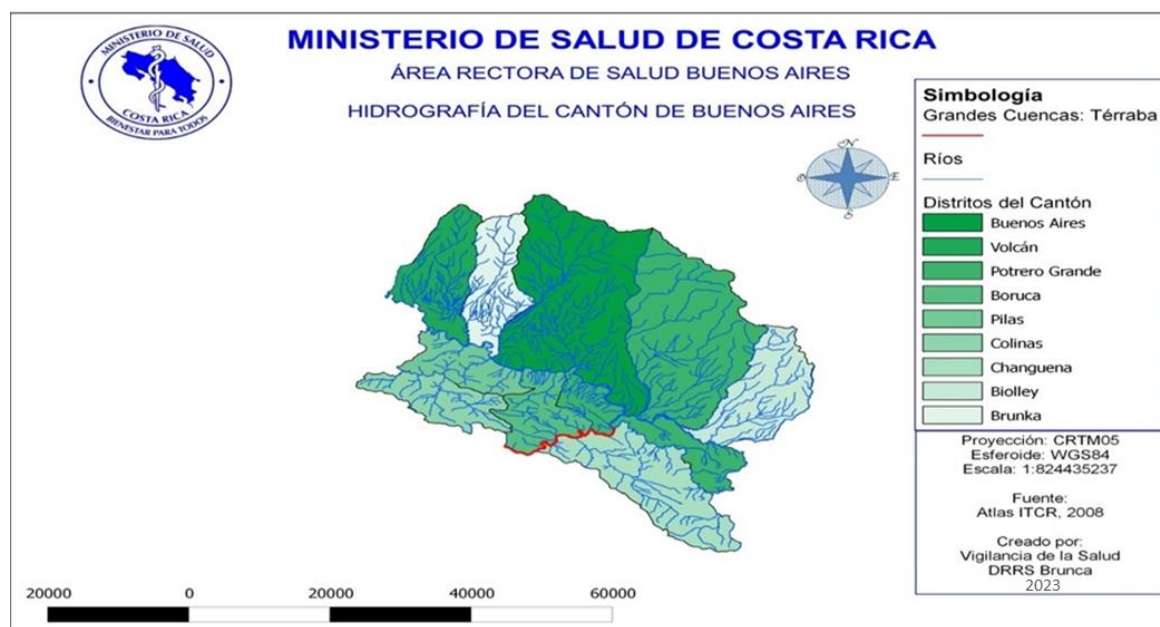 MINISTERIO DE SALUD
COSTA RICA
BIENESTAR PARA TODOS
MINISTERIO DE SALUD DE COSTA RICA
ÁREA RECTORA DE SALUD BUENOS AIRES
HIDROGRAFÍA DEL CANTÓN DE BUENOS AIRES
N
O
E
S
Simbología
Grandes Cuencas: Térraba
Ríos
Distritos del Cantón
Buenos Aires
Volcán
Potrero Grande
Boruca
Pilas
Colinas
Changuena
Biolley
Brunka
Proyección: CRTM05
Esferoide: WGS84
Escala: 1:824435237
Fuente:
Atlas ITCR, 2008
Creado por:
Vigilancia de la Salud
DRRS Brunca
2023
20000 0 20000 40000 60000